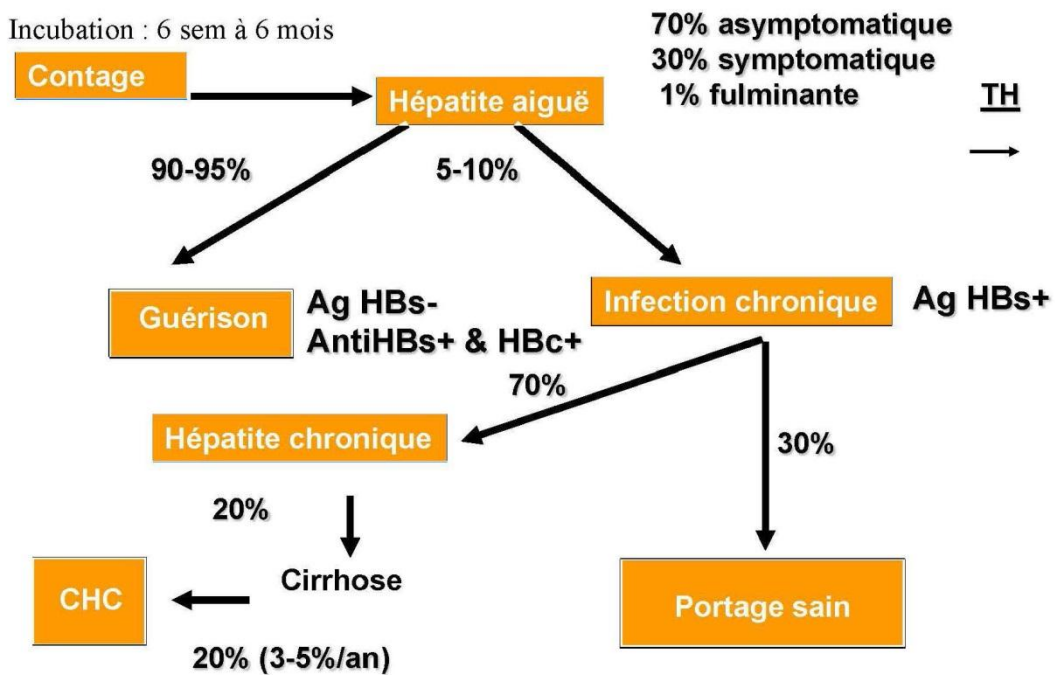 Incubation : 6 sem à 6 mois
70% asymptomatique
30% symptomatique
1% fulminante
TH
Contage
Hépatite aiguë
90-95%
5-10%
Guérison
Ag HBs-
AntiHBs+ & HBc+
Infection chronique
Ag HBs+
70%
30%
Hépatite chronique
20%
Cirrhose
CHC
20% (3-5%/an)
Portage sain